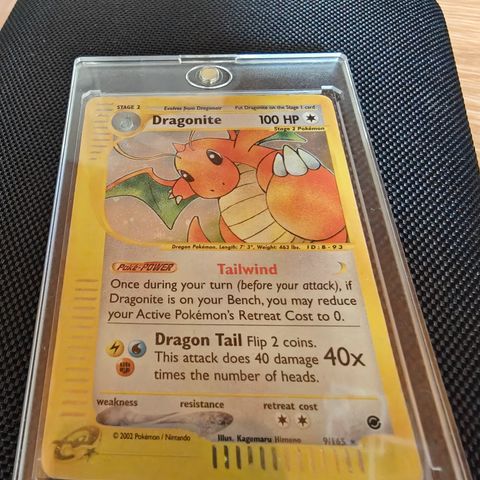 STAGE 2 Evolves from Dragonair Put Dragonite on the Stage 1 card
Dragonite 100 HP
Stage 2 Pokémon
Dragon Pokémon. Length: 7' 3", Weight: 463 lbs. ID: B-93
Poké-POWER Tailwind
Once during your turn (before your attack), if
Dragonite is on your Bench, you may reduce
your Active Pokémon's Retreat Cost to 0.
Dragon Tail Flip 2 coins.
This attack does 40 damage 40x
times the number of heads.
weakness resistance retreat cost
© 2002 Pokémon / Nintendo Illus. Kagemaru Himeno 9/165